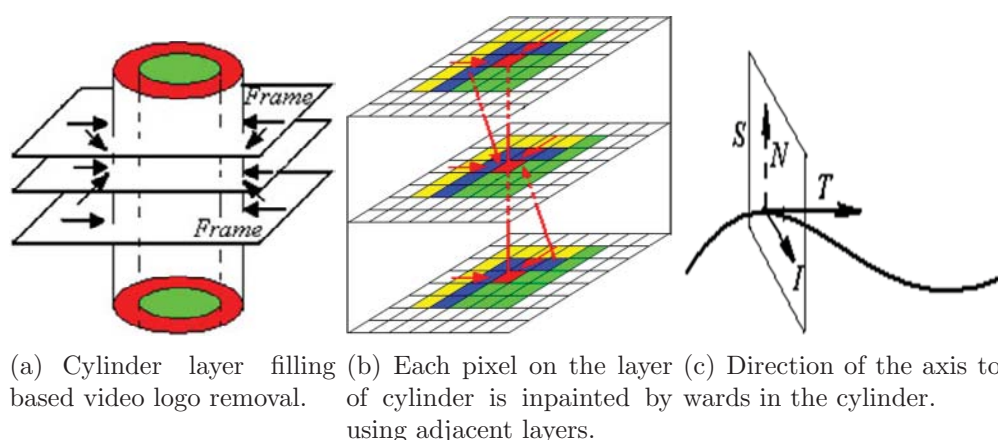 Frame
Frame
S
N
T
I
(a) Cylinder layer filling
based video logo removal.
(b) Each pixel on the layer
of cylinder is inpainted by
using adjacent layers.
(c) Direction of the axis to
wards in the cylinder.